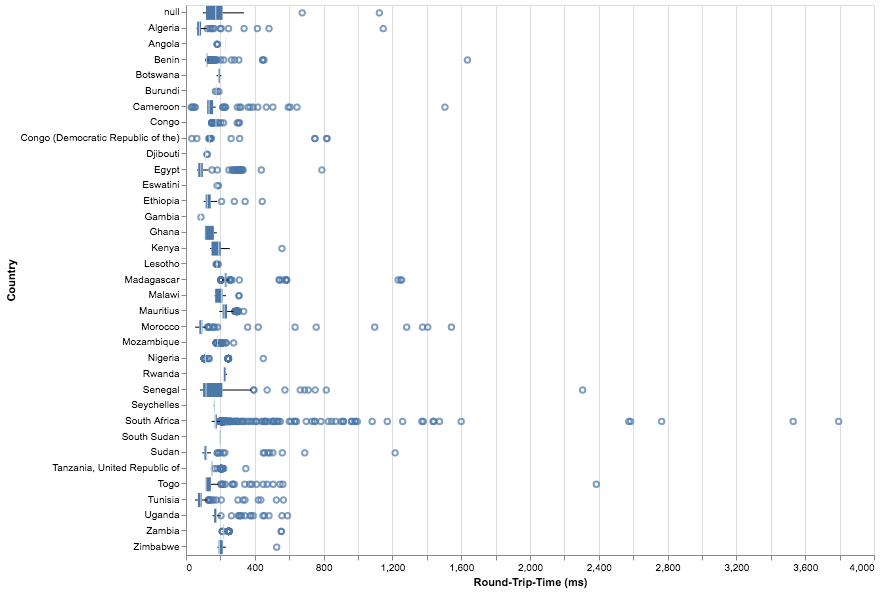 null
Algeria
Angola
Benin
Botswana
Burundi
Cameroon
Congo
Congo (Democratic Republic of the)
Djibouti
Egypt
Eswatini
Ethiopia
Gambia
Ghana
Kenya
Lesotho
Madagascar
Malawi
Mauritius
Morocco
Mozambique
Nigeria
Rwanda
Senegal
Seychelles
South Africa
South Sudan
Sudan
Tanzania, United Republic of
Togo
Tunisia
Uganda
Zambia
Zimbabwe
Country
0 400 800 1,200 1,600 2,000 2,400 2,800 3,200 3,600 4,000
Round-Trip-Time (ms)